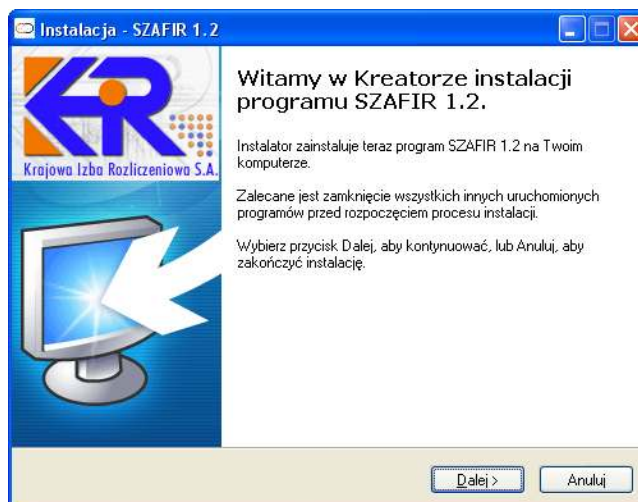 Instalacja - SZAFIR 1.2
KIR
Krajowa Izba Rozliczeniowa S.A.
Witamy w Kreatorze instalacji
programu SZAFIR 1.2.
Instalator zainstaluje teraz program SZAFIR 1.2 na Twoim
komputerze.
Zalecane jest zamknięcie wszystkich innych uruchomionych
programów przed rozpoczęciem procesu instalacji.
Wybierz przycisk Dalej, aby kontynuować, lub Anuluj, aby
zakończyć instalację.
Dalej >
Anuluj